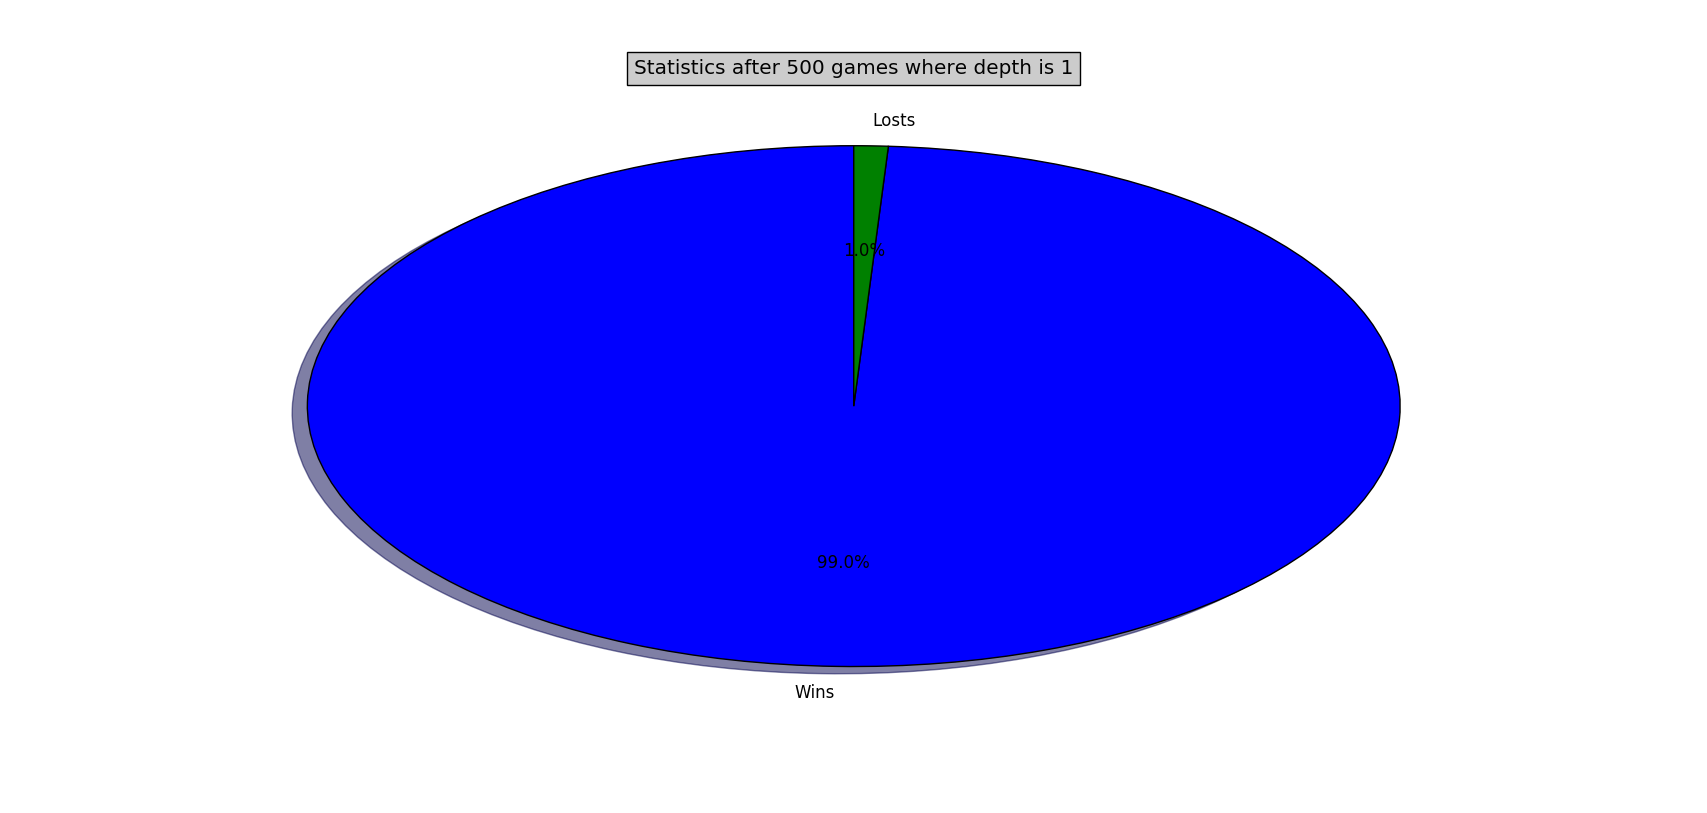 Statistics after 500 games where depth is 1
Losts
1.0%
99.0%
Wins